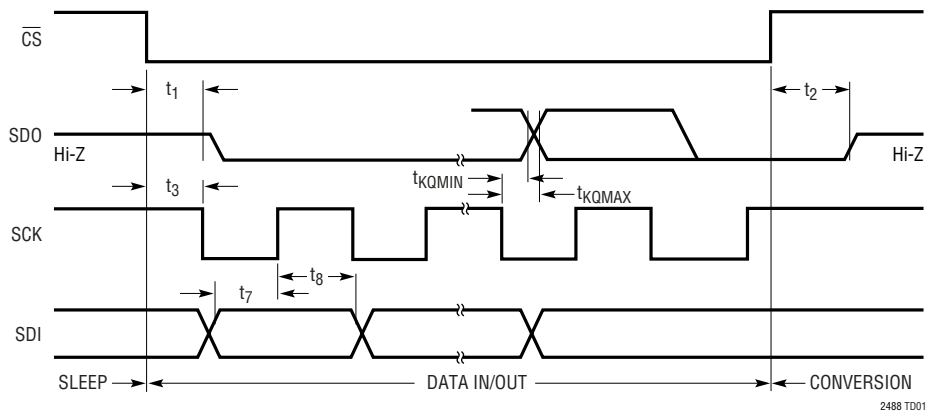 CS
t1
t2
SDO
Hi-Z
Hi-Z
t3
tKQMIN
tKQMAX
SCK
t8
t7
SDI
SLEEP
DATA IN/OUT
CONVERSION
2488 TD01